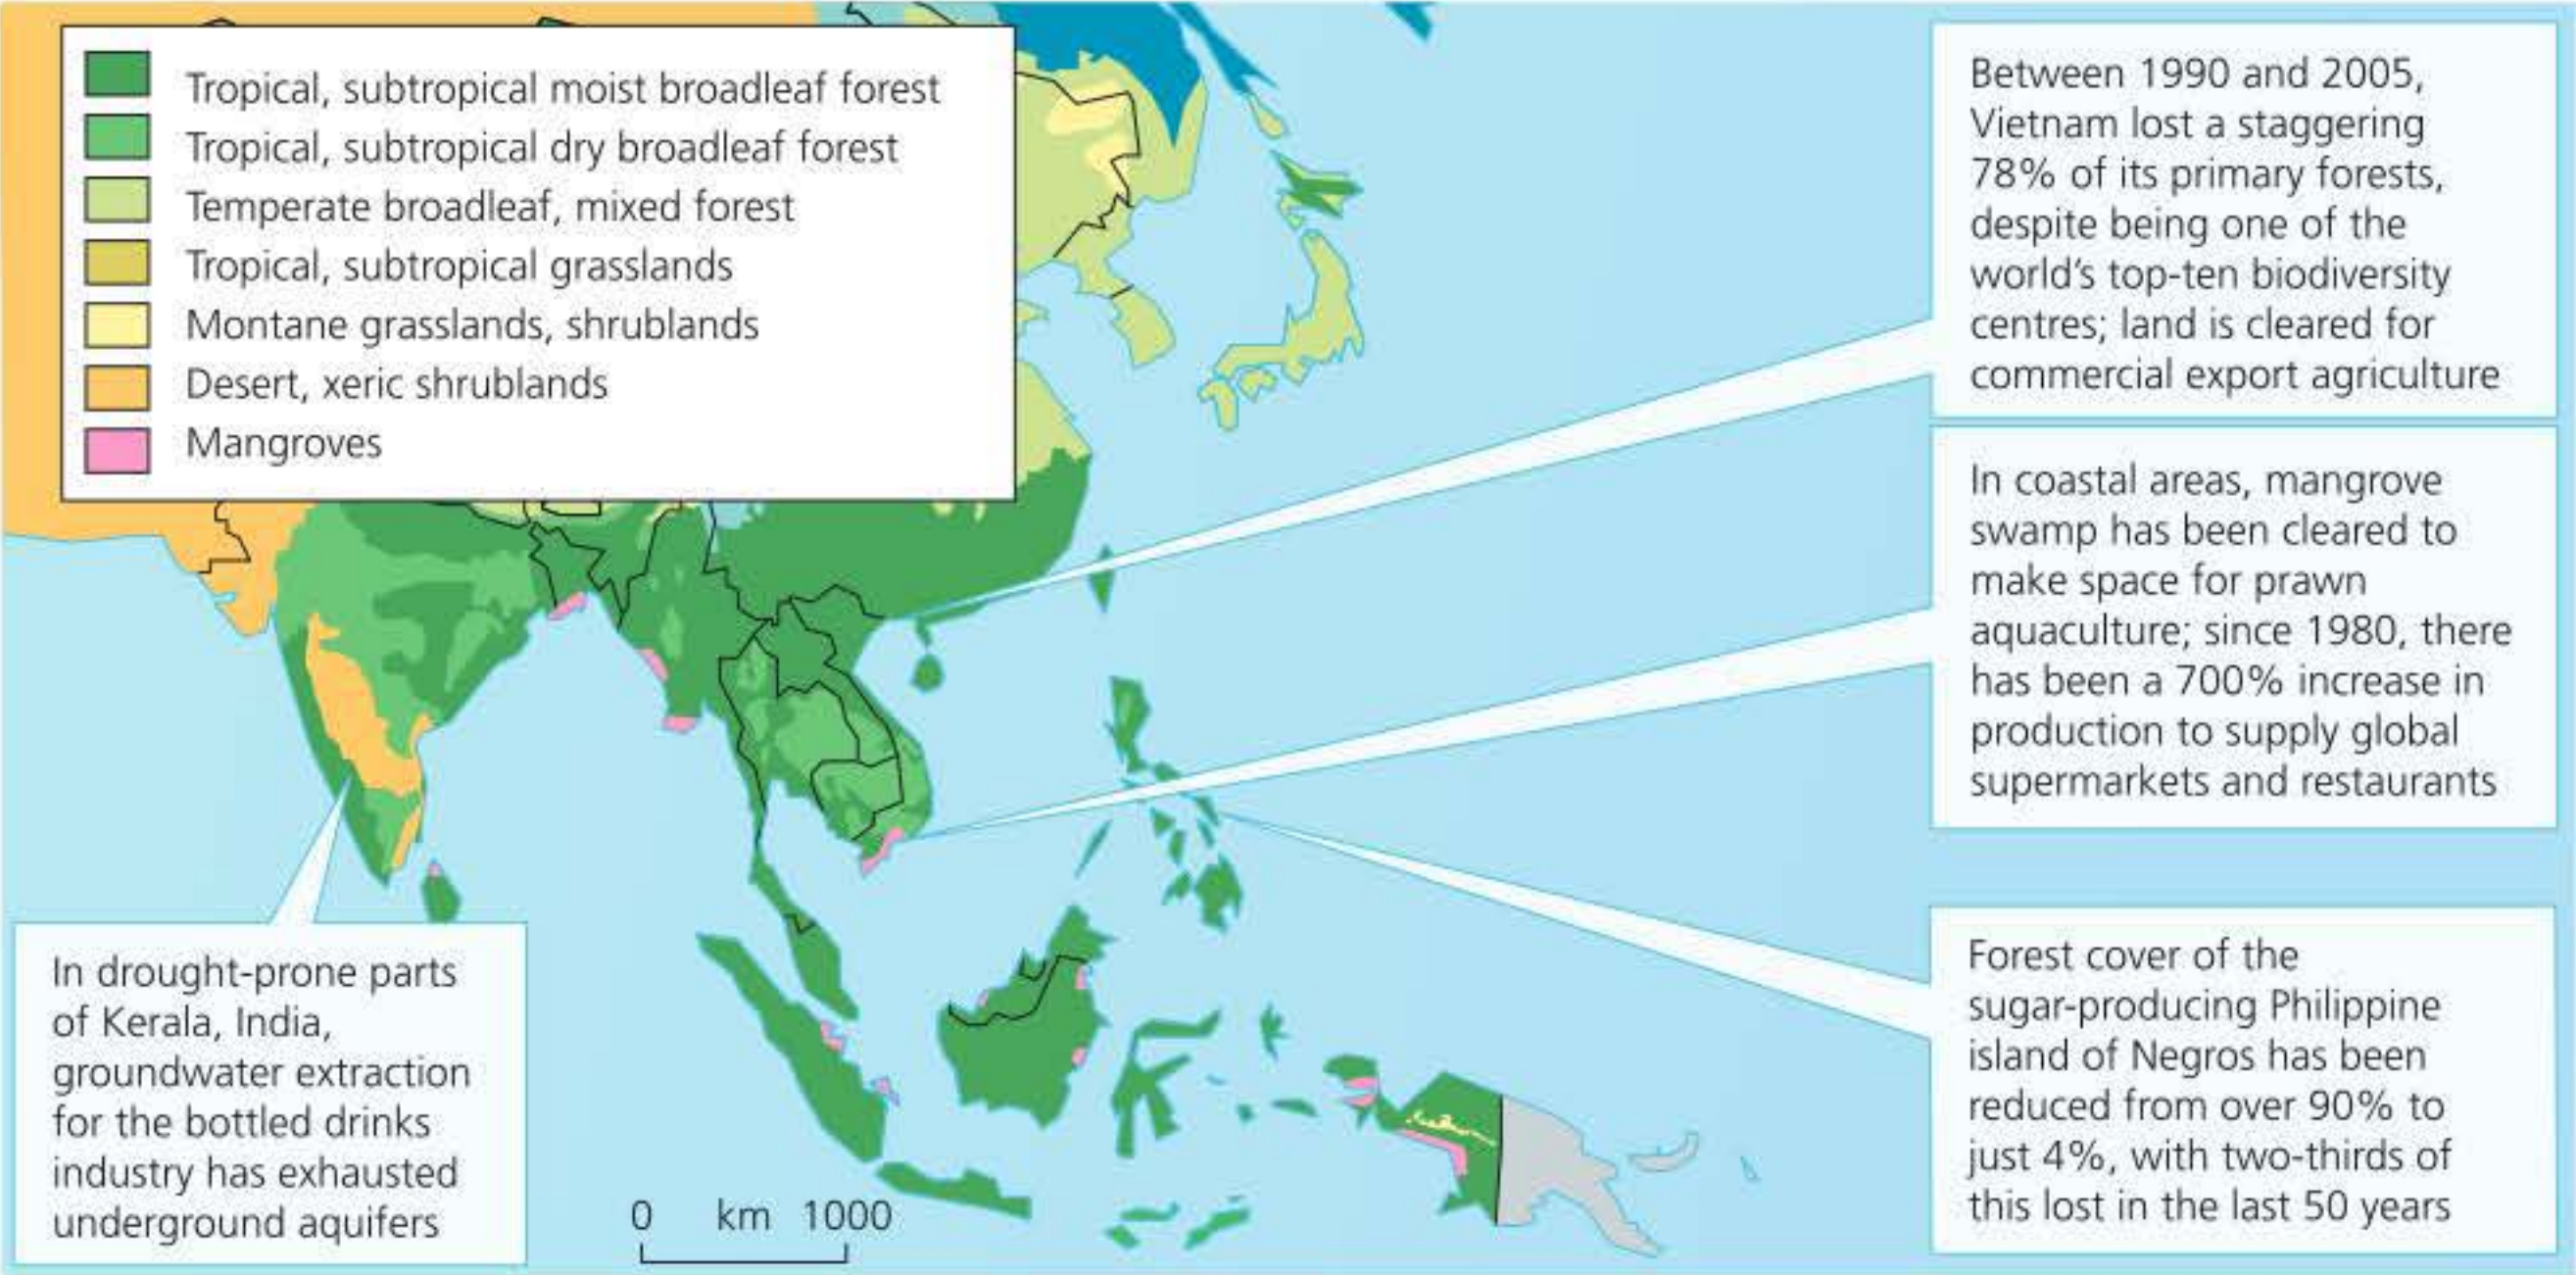 Tropical, subtropical moist broadleaf forest
Tropical, subtropical dry broadleaf forest
Temperate broadleaf, mixed forest
Tropical, subtropical grasslands
Montane grasslands, shrublands
Desert, xeric shrublands
Mangroves
Between 1990 and 2005,
Vietnam lost a staggering
78% of its primary forests,
despite being one of the
world's top-ten biodiversity
centres; land is cleared for
commercial export agriculture
In coastal areas, mangrove
swamp has been cleared to
make space for prawn
aquaculture; since 1980, there
has been a 700% increase in
production to supply global
supermarkets and restaurants
In drought-prone parts
of Kerala, India,
groundwater extraction
for the bottled drinks
industry has exhausted
underground aquifers
Forest cover of the
sugar-producing Philippine
island of Negros has been
reduced from over 90% to
just 4%, with two-thirds of
this lost in the last 50 years
0 km 1000